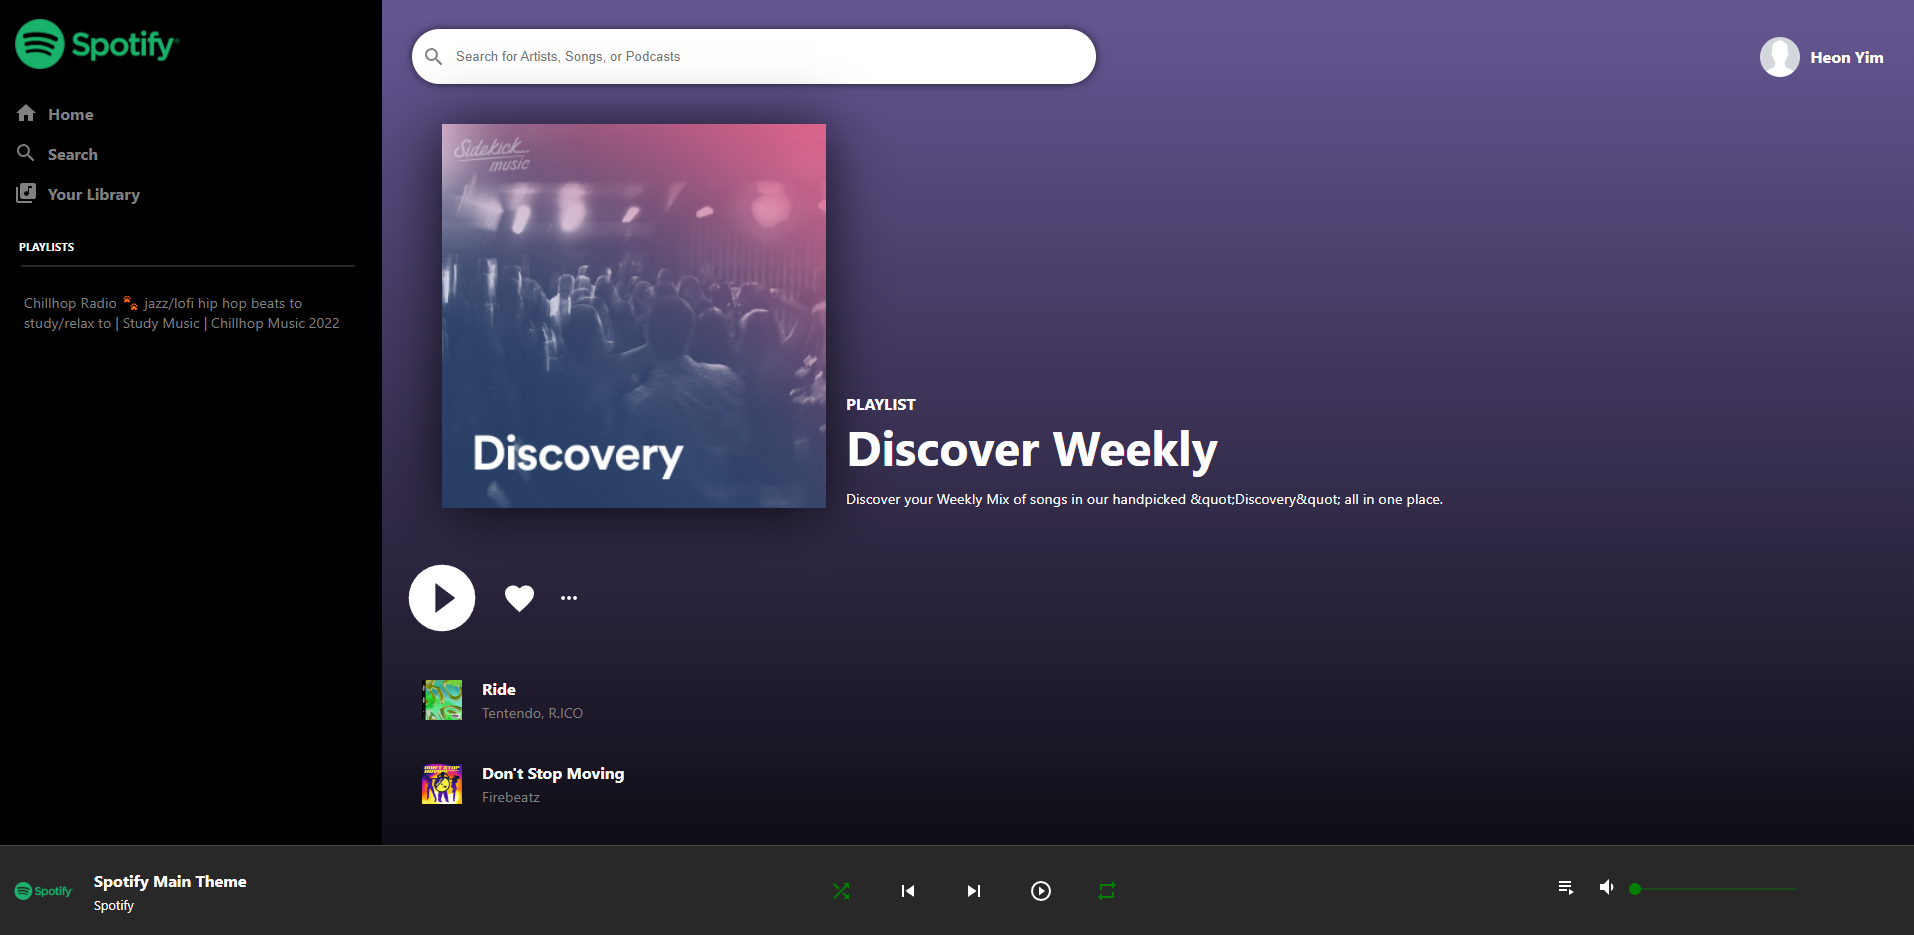 Spotify
Home
Search
Your Library
PLAYLISTS
Chillhop Radio 🐾 jazz/lofi hip hop beats to
study/relax to | Study Music | Chillhop Music 2022
Search for Artists, Songs, or Podcasts
Heon Yim
Sidekick
music
Discovery
PLAYLIST
Discover Weekly
Discover your Weekly Mix of songs in our handpicked &quot;Discovery&quot; all in one place.
Ride
Tentendo, R.ICO
DON'T STOP
MOVING
Don't Stop Moving
Firebeatz
Spotify
Spotify Main Theme
Spotify